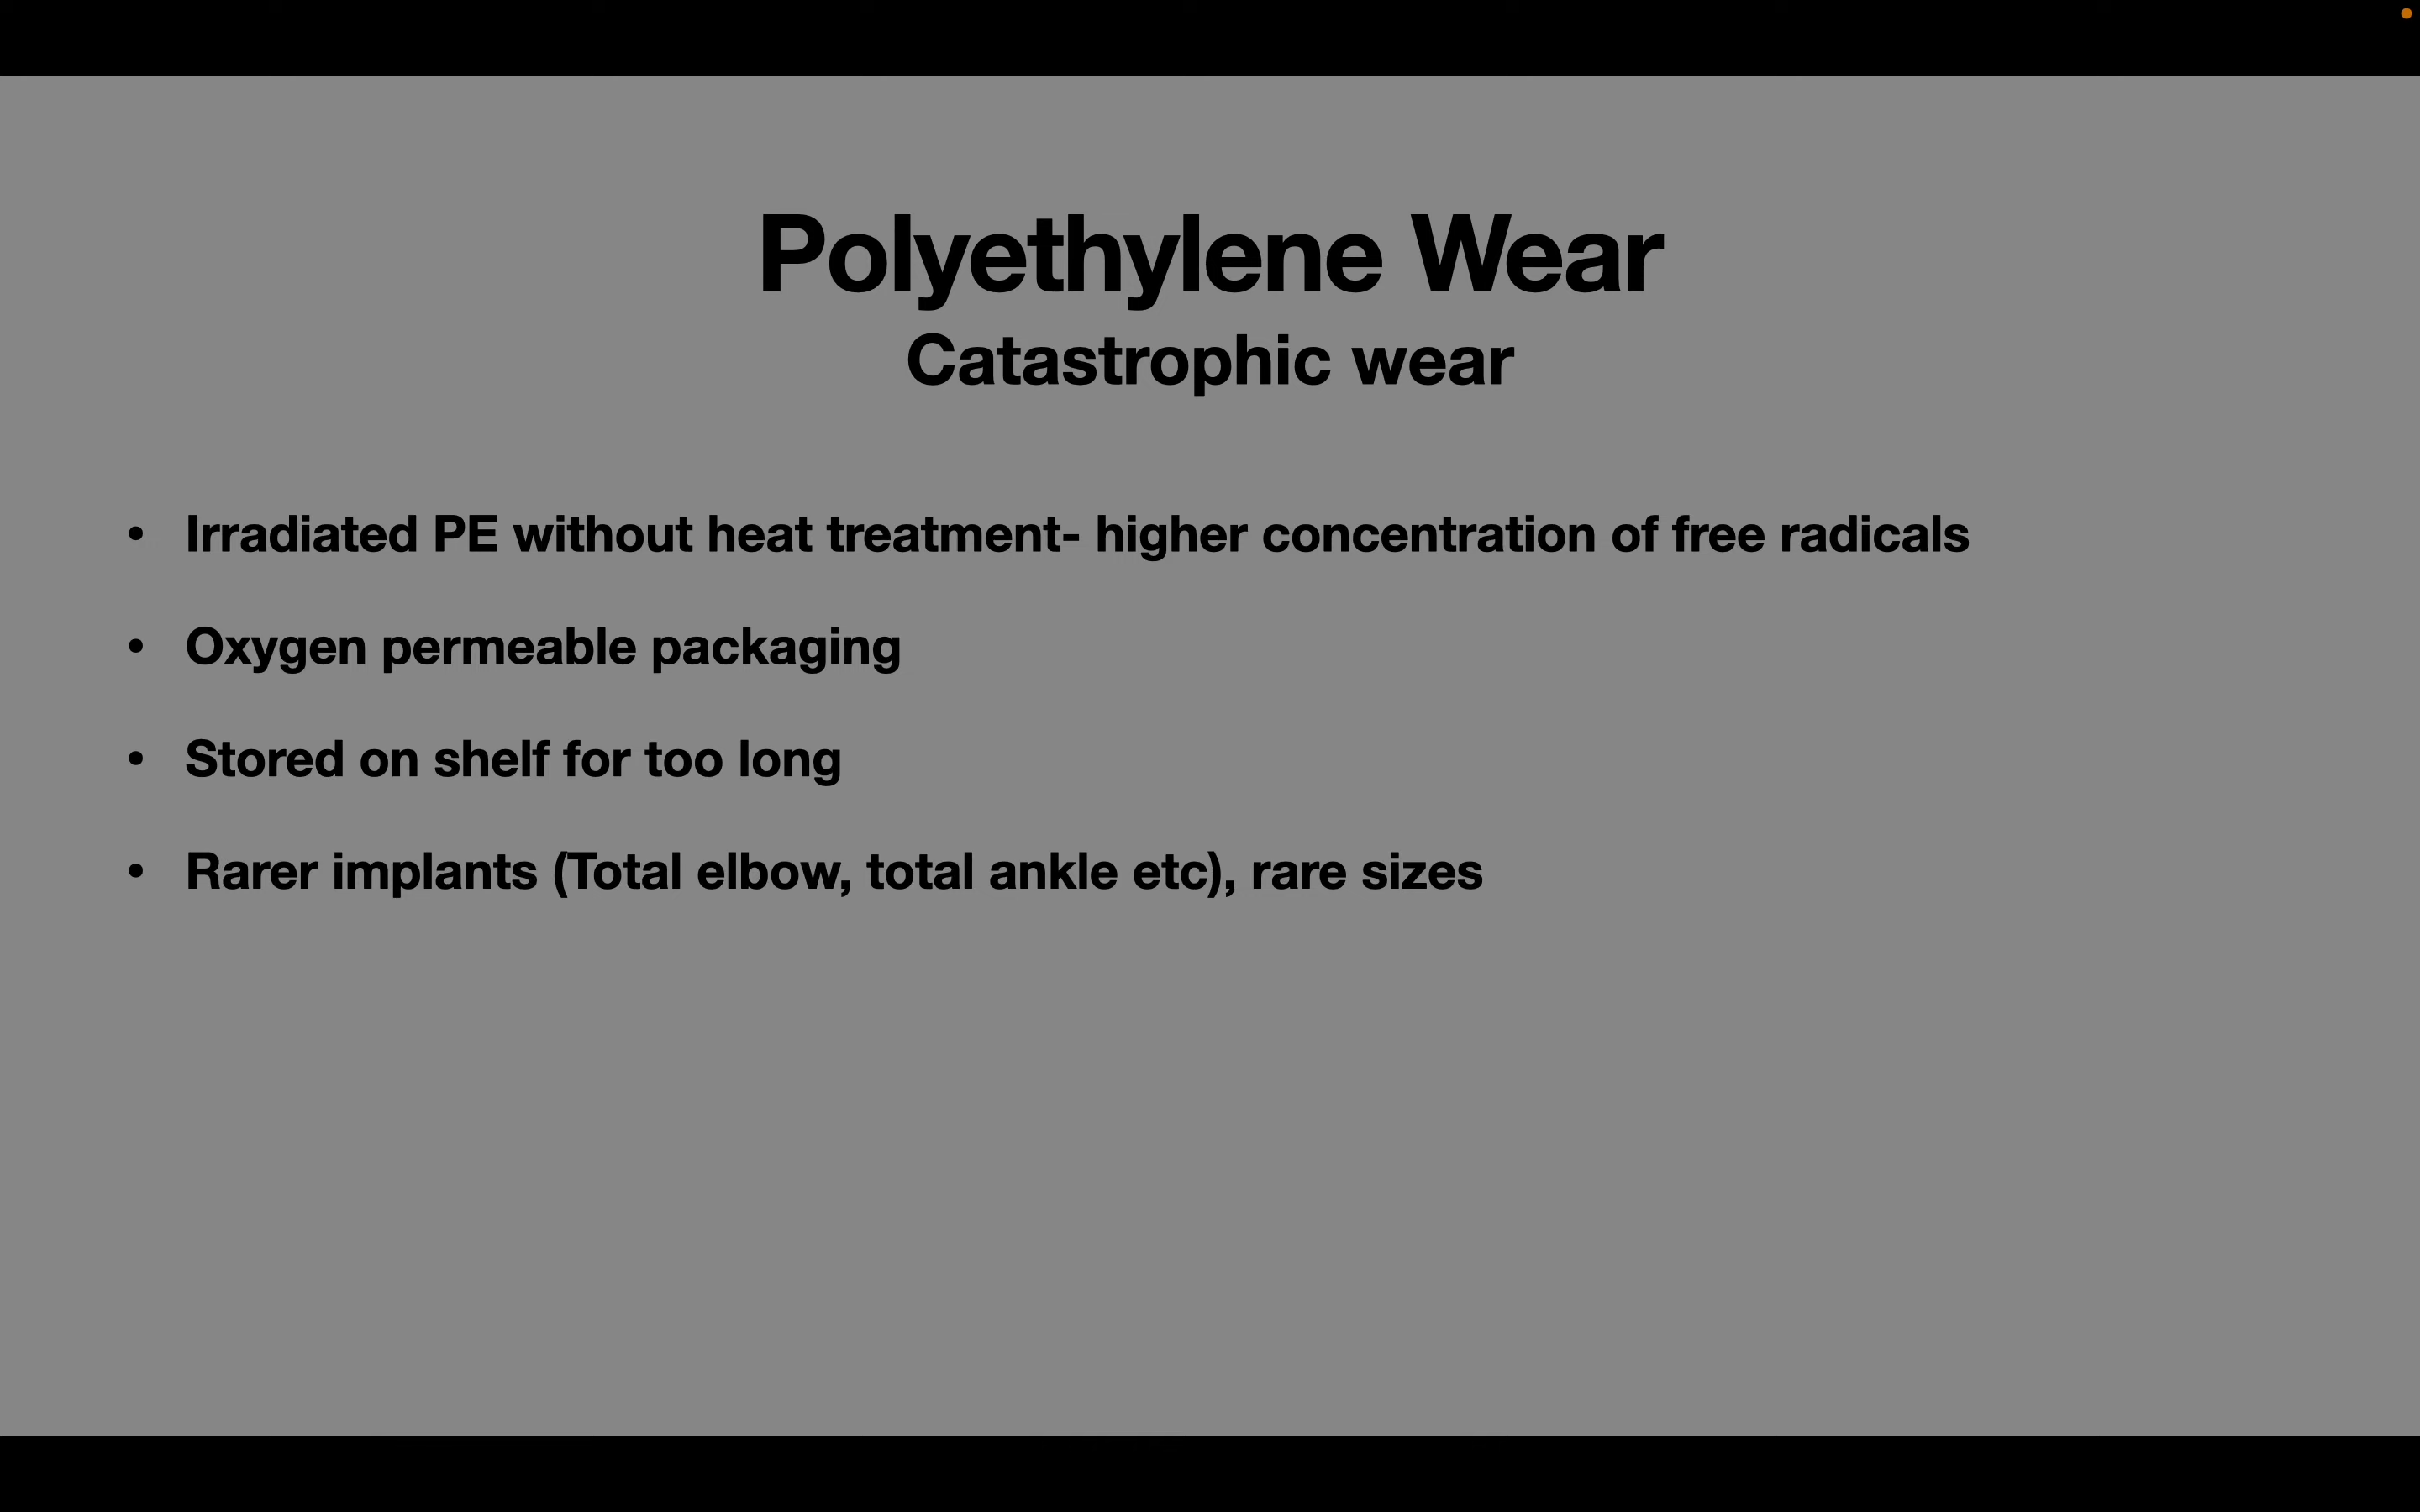 Polyethylene Wear
Catastrophic wear
• Irradiated PE without heat treatment- higher concentration of free radicals
• Oxygen permeable packaging
• Stored on shelf for too long
• Rarer implants (Total elbow, total ankle etc), rare sizes